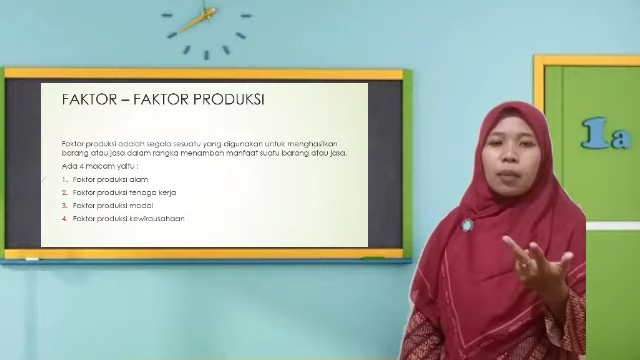 FAKTOR – FAKTOR PRODUKSI
Faktor produksi adalah segala sesuatu yang digunakan untuk menghasilkan
barang atau jasa dalam rangka menambah manfaat suatu barang atau jasa.
Ada 4 macam yaitu :
1. Faktor produksi alam
2. Faktor produksi tenaga kerja
3. Faktor produksi modal
4. Faktor produksi kewirausahaan
1a